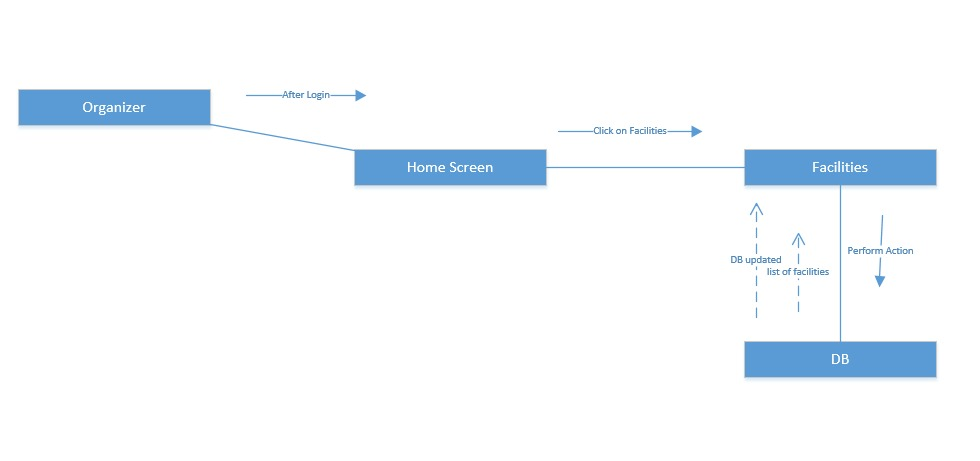 After Login
Organizer
Click on Facilities
Home Screen
Facilities
Perform Action
DB updated
list of facilities
DB